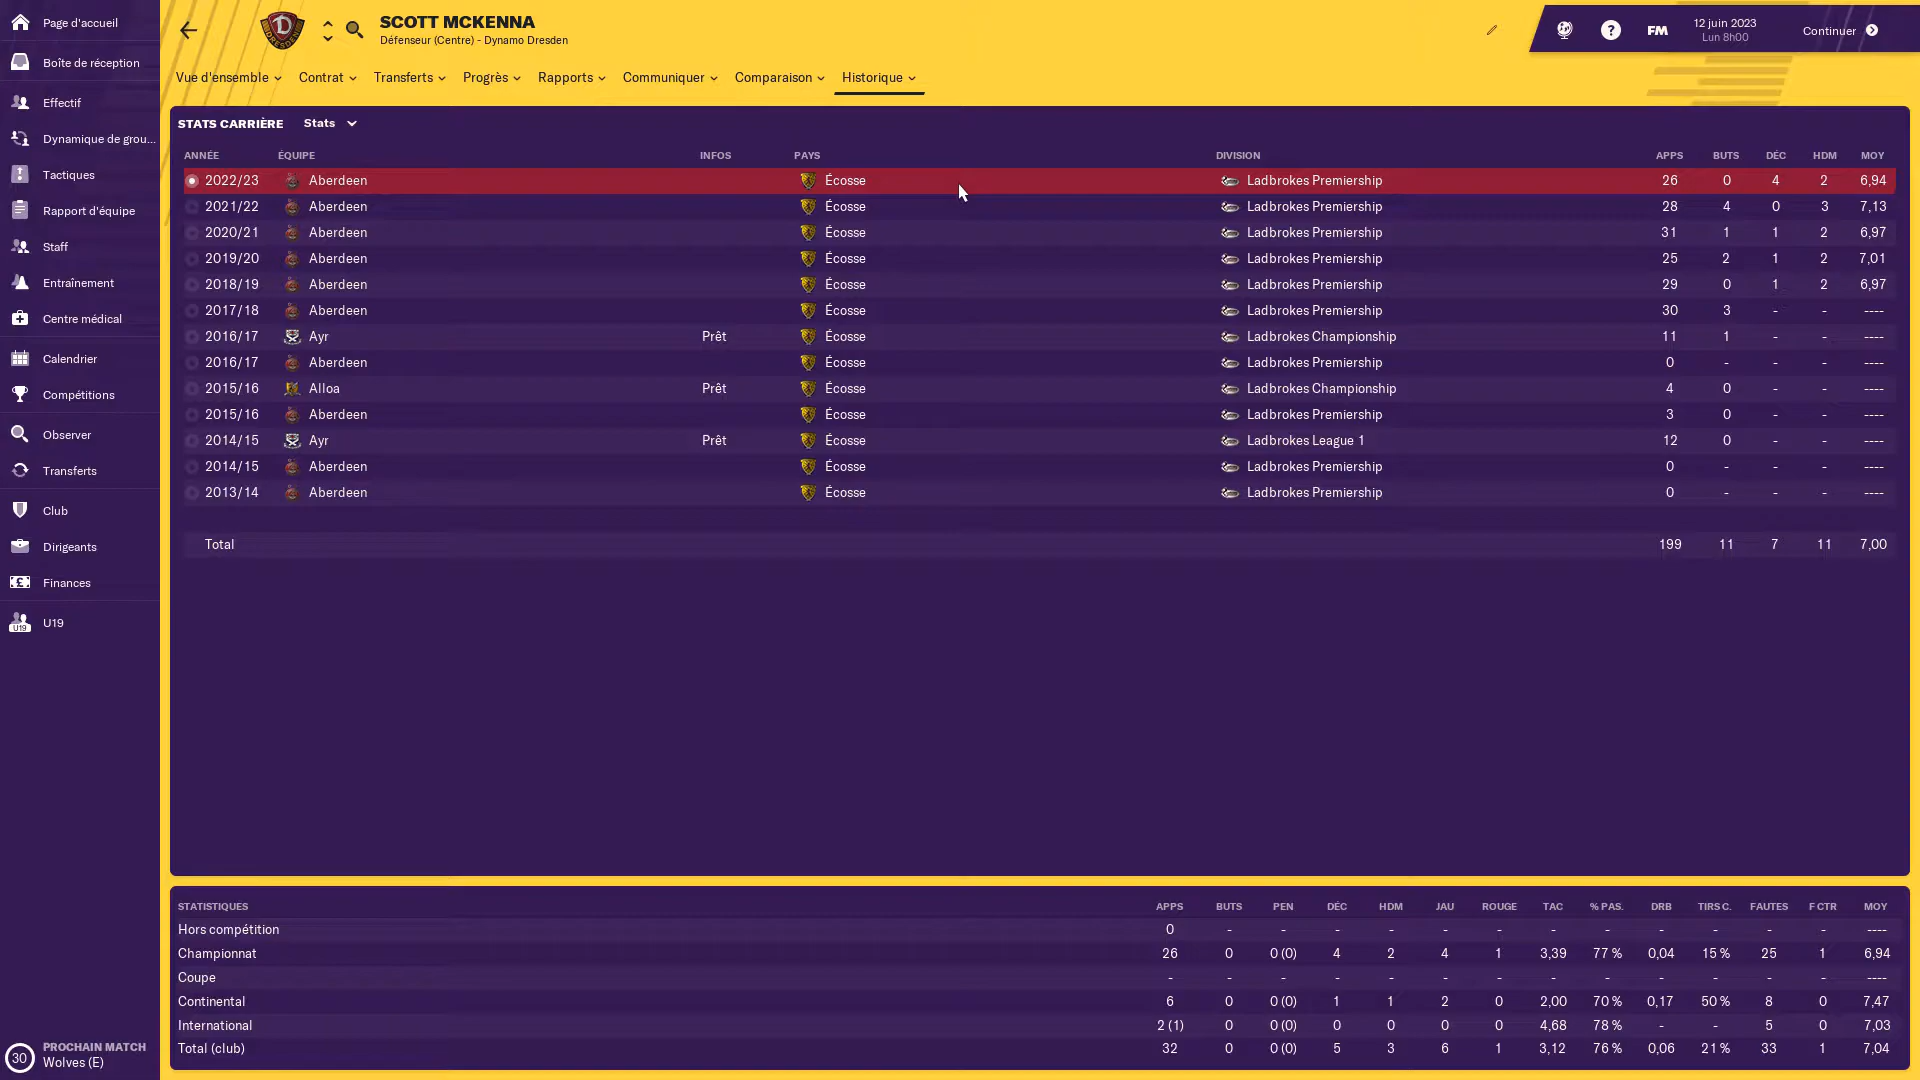 Page d'accueil
Boîte de réception
Effectif
Dynamique de grou...
Tactiques
Rapport d'équipe
Staff
Entraînement
Centre médical
Calendrier
Compétitions
Observer
Transferts
Club
Dirigeants
Finances
U19 U19
30 PROCHAIN MATCH
Wolves (E)
SCOTT MCKENNA
Défenseur (Centre) - Dynamo Dresden
FM
12 juin 2023
Lun 8h00
Continuer
Vue d'ensemble Contrat Transferts Progrès Rapports Communiquer Comparaison Historique
STATS CARRIÈRE Stats
ANNÉE ÉQUIPE INFOS PAYS DIVISION APPS BUTS DÉC HDM MOY
2022/23 Aberdeen Écosse Ladbrokes Premiership 26 0 4 2 6,94
2021/22 Aberdeen Écosse Ladbrokes Premiership 28 4 0 3 7,13
2020/21 Aberdeen Écosse Ladbrokes Premiership 31 1 1 2 6,97
2019/20 Aberdeen Écosse Ladbrokes Premiership 25 2 1 2 7,01
2018/19 Aberdeen Écosse Ladbrokes Premiership 29 0 1 2 6,97
2017/18 Aberdeen Écosse Ladbrokes Premiership 30 3 - - ----
2016/17 Ayr Prêt Écosse Ladbrokes Championship 11 1 - - ----
2016/17 Aberdeen Écosse Ladbrokes Premiership 0 - - - ----
2015/16 Alloa Prêt Écosse Ladbrokes Championship 4 0 - - ----
2015/16 Aberdeen Écosse Ladbrokes Premiership 3 0 - - ----
2014/15 Ayr Prêt Écosse Ladbrokes League 1 12 0 - - ----
2014/15 Aberdeen Écosse Ladbrokes Premiership 0 - - - ----
2013/14 Aberdeen Écosse Ladbrokes Premiership 0 - - - ----
Total 199 11 7 11 7,00
STATISTIQUES APPS BUTS PEN DÉC HDM JAU ROUGE TAC % PAS. DRB TIRS C. FAUTES F CTR MOY
Hors compétition 0 - - - - - - - - - - - - ----
Championnat 26 0 0 (0) 4 2 4 1 3,39 77 % 0,04 15 % 25 1 6,94
Coupe - - - - - - - - - - - - - ----
Continental 6 0 0 (0) 1 1 2 0 2,00 70 % 0,17 50 % 8 0 7,47
International 2 (1) 0 0 (0) 0 0 0 0 4,68 78 % - - 5 0 7,03
Total (club) 32 0 0 (0) 5 3 6 1 3,12 76 % 0,06 21 % 33 1 7,04